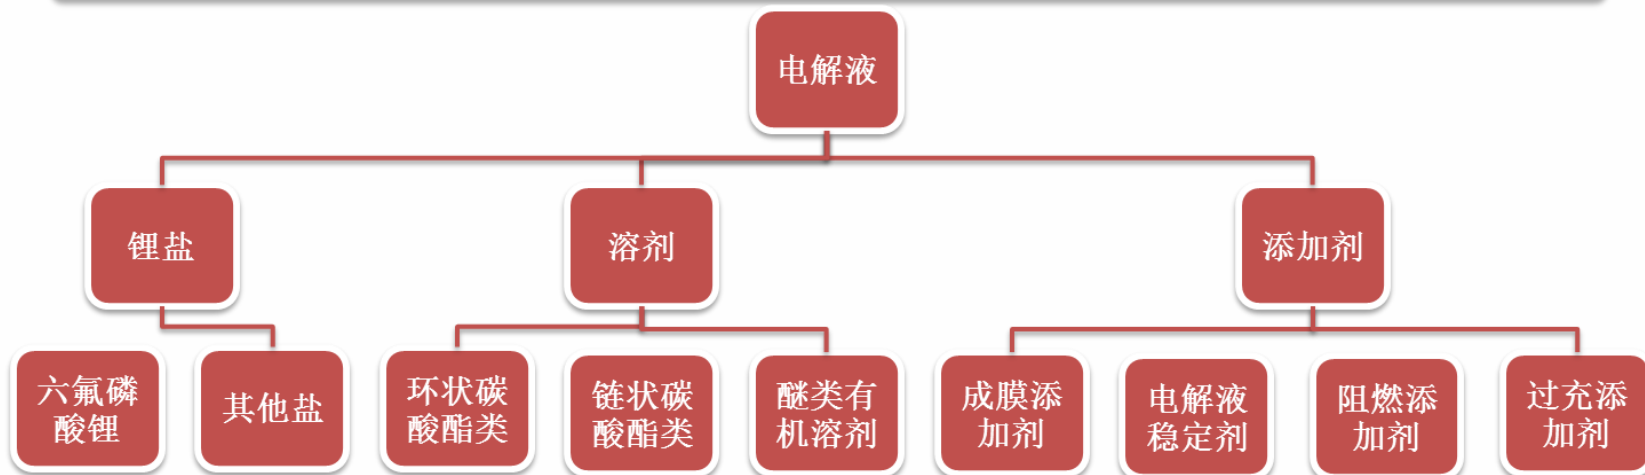 电解液
锂盐
溶剂
添加剂
六氟磷
酸锂
其他盐
环状碳
酸酯类
链状碳
酸酯类
醚类有
机溶剂
成膜添
加剂
电解液
稳定剂
阻燃添
加剂
过充添
加剂